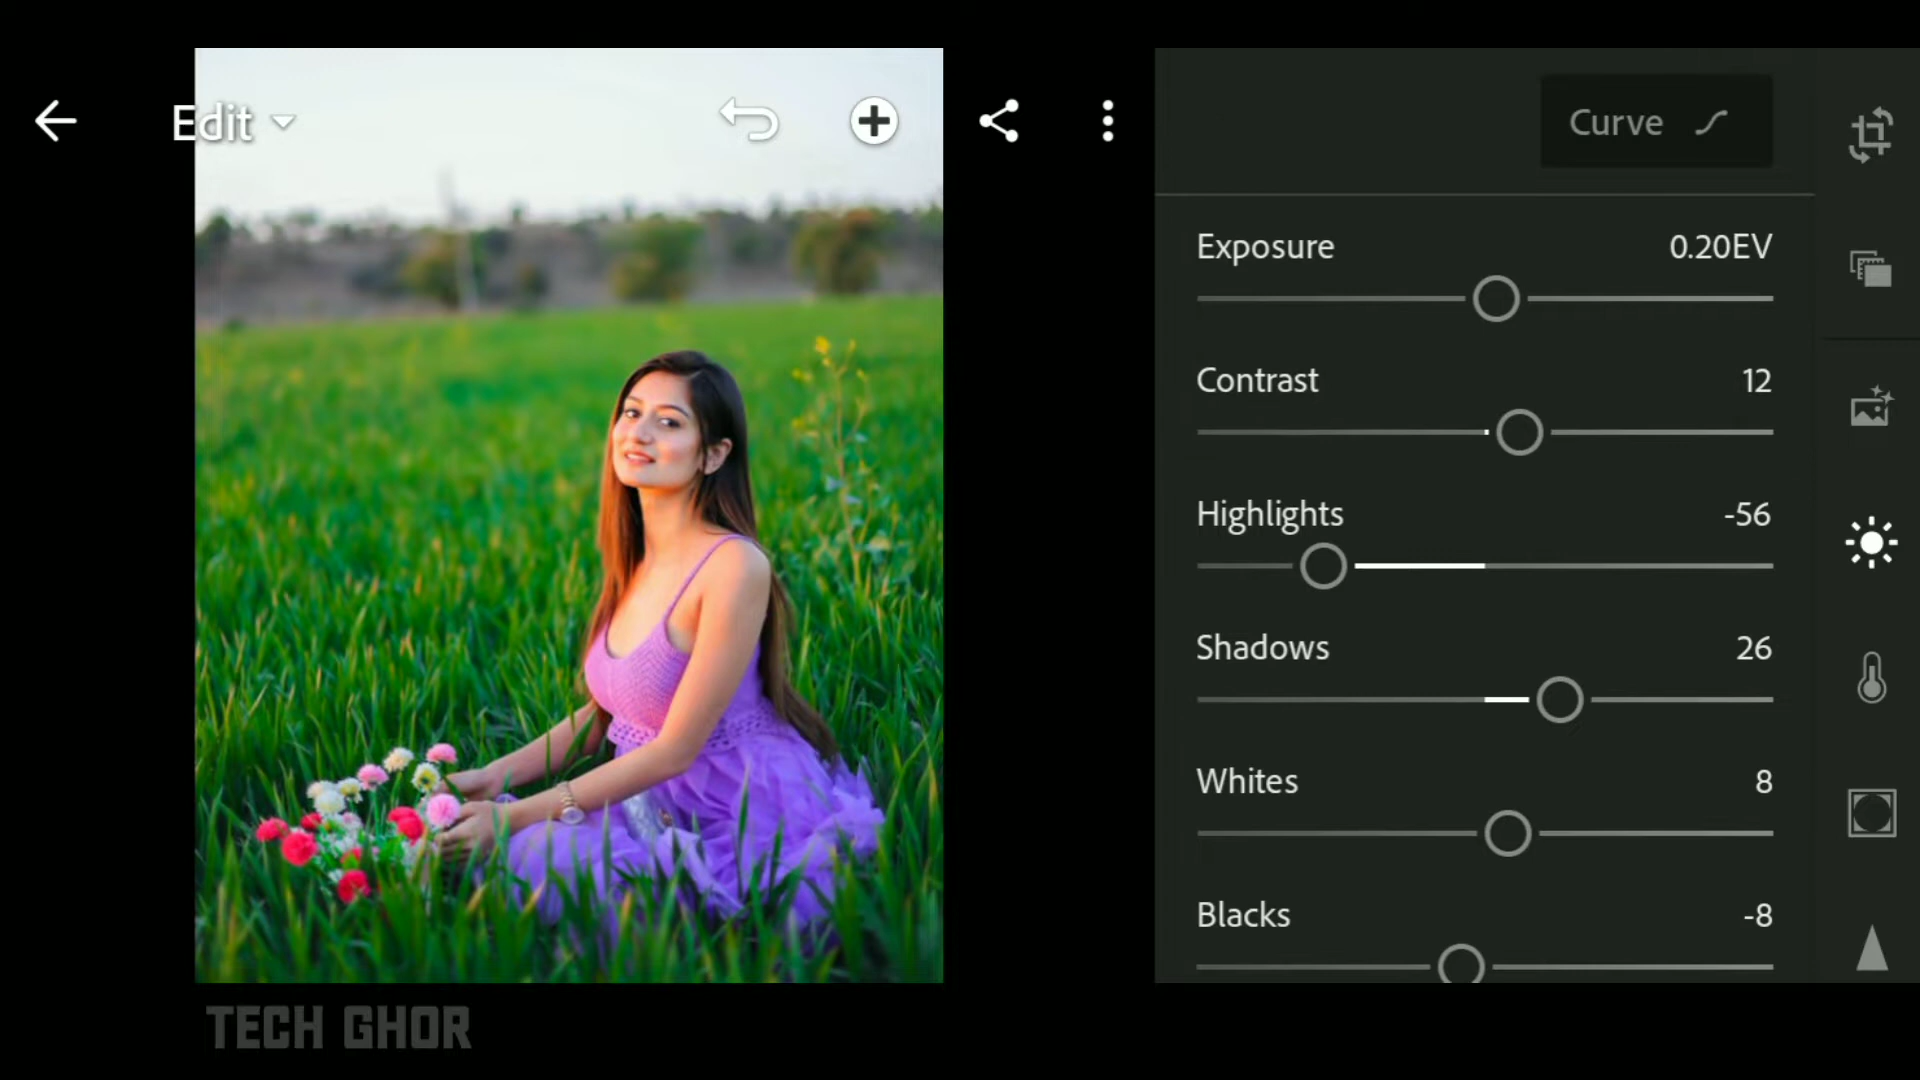 Edit
Curve
Exposure 0.20EV
Contrast 12
Highlights -56
Shadows 26
Whites 8
Blacks -8
TECH GHOR